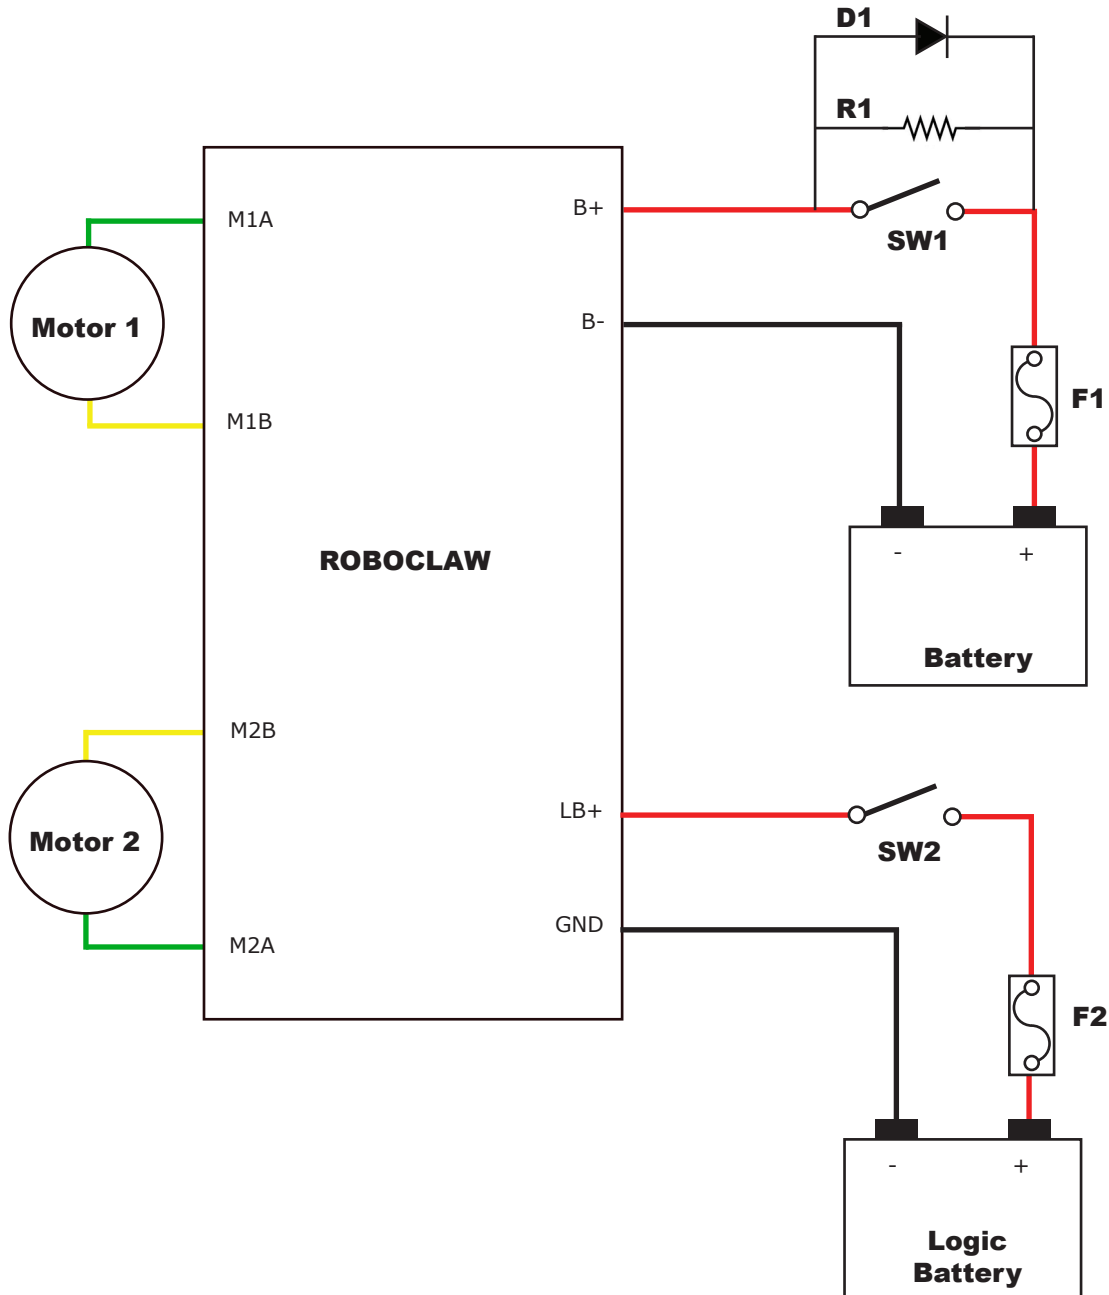 D1
R1
B+
SW1
M1A
B-
Motor 1
F1
M1B
ROBOCLAW
- +
Battery
M2B
LB+
Motor 2
SW2
GND
M2A
F2
- +
Logic
Battery